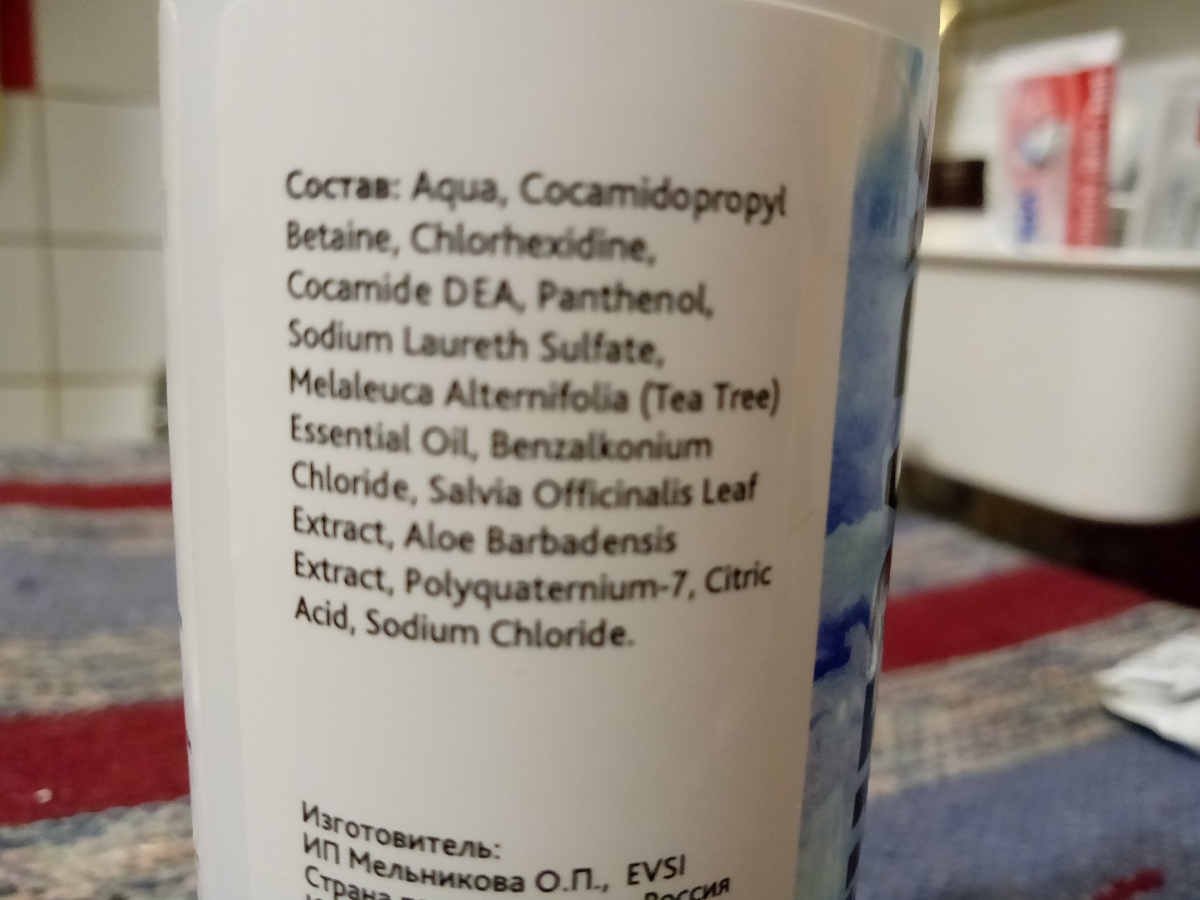 Состав: Aqua, Cocamidopropyl
Betaine, Chlorhexidine,
Cocamide DEA, Panthenol,
Sodium Laureth Sulfate,
Melaleuca Alternifolia (Tea Tree)
Essential Oil, Benzalkonium
Chloride, Salvia Officinalis Leaf
Extract, Aloe Barbadensis
Extract, Polyquaternium-7, Citric
Acid, Sodium Chloride.
Изготовитель:
ИП Мельникова О.П., EVSI
Страна Россия